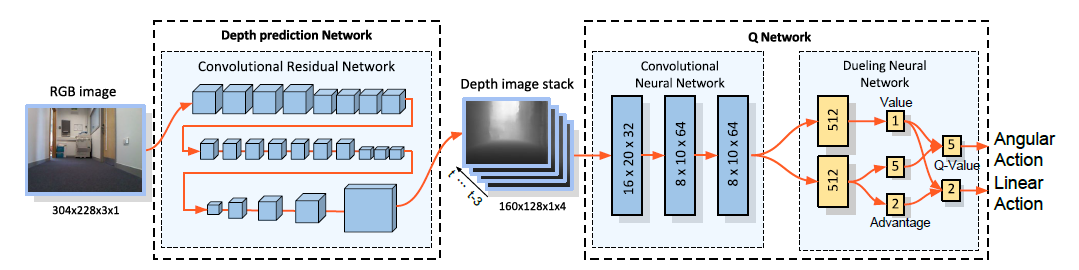 Depth prediction Network
Convolutional Residual Network
RGB image
304x228x3x1
Depth image stack
t ... t-3
160x128x1x4
Q Network
Convolutional
Neural Network
16 x 20 x 32
8 x 10 x 64
8 x 10 x 64
Dueling Neural
Network
512
512
Value
1
5
2
Advantage
5
Q-Value
2
Angular
Action
Linear
Action